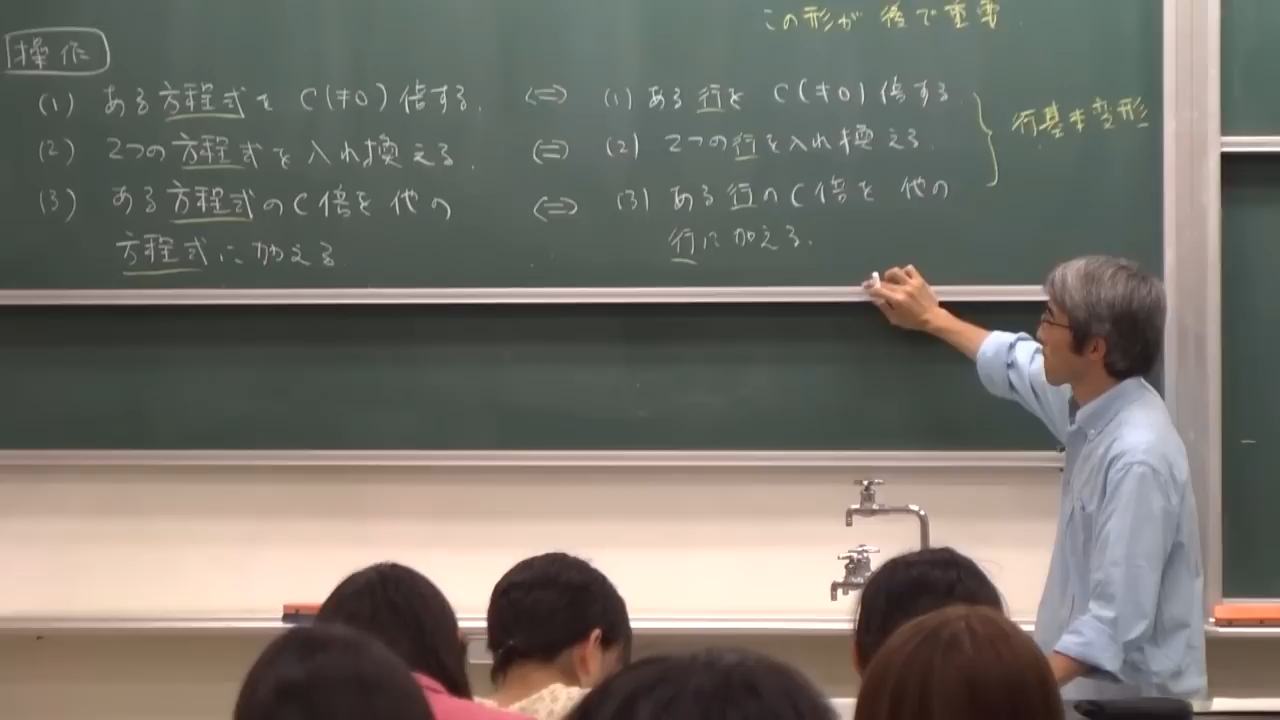 この形が 後で重要.
操作
(1) ある方程式を C(≠0)倍する. ⇔ (1) ある行を C(≠0)倍する
(2) 2つの方程式を入れ換える. ⇔ (2) 2つの行を入れ換える.
(3) ある方程式のC倍を他の ⇔ (3) ある行のC倍を 他の
方程式に加える 行に加える.
行基本変形